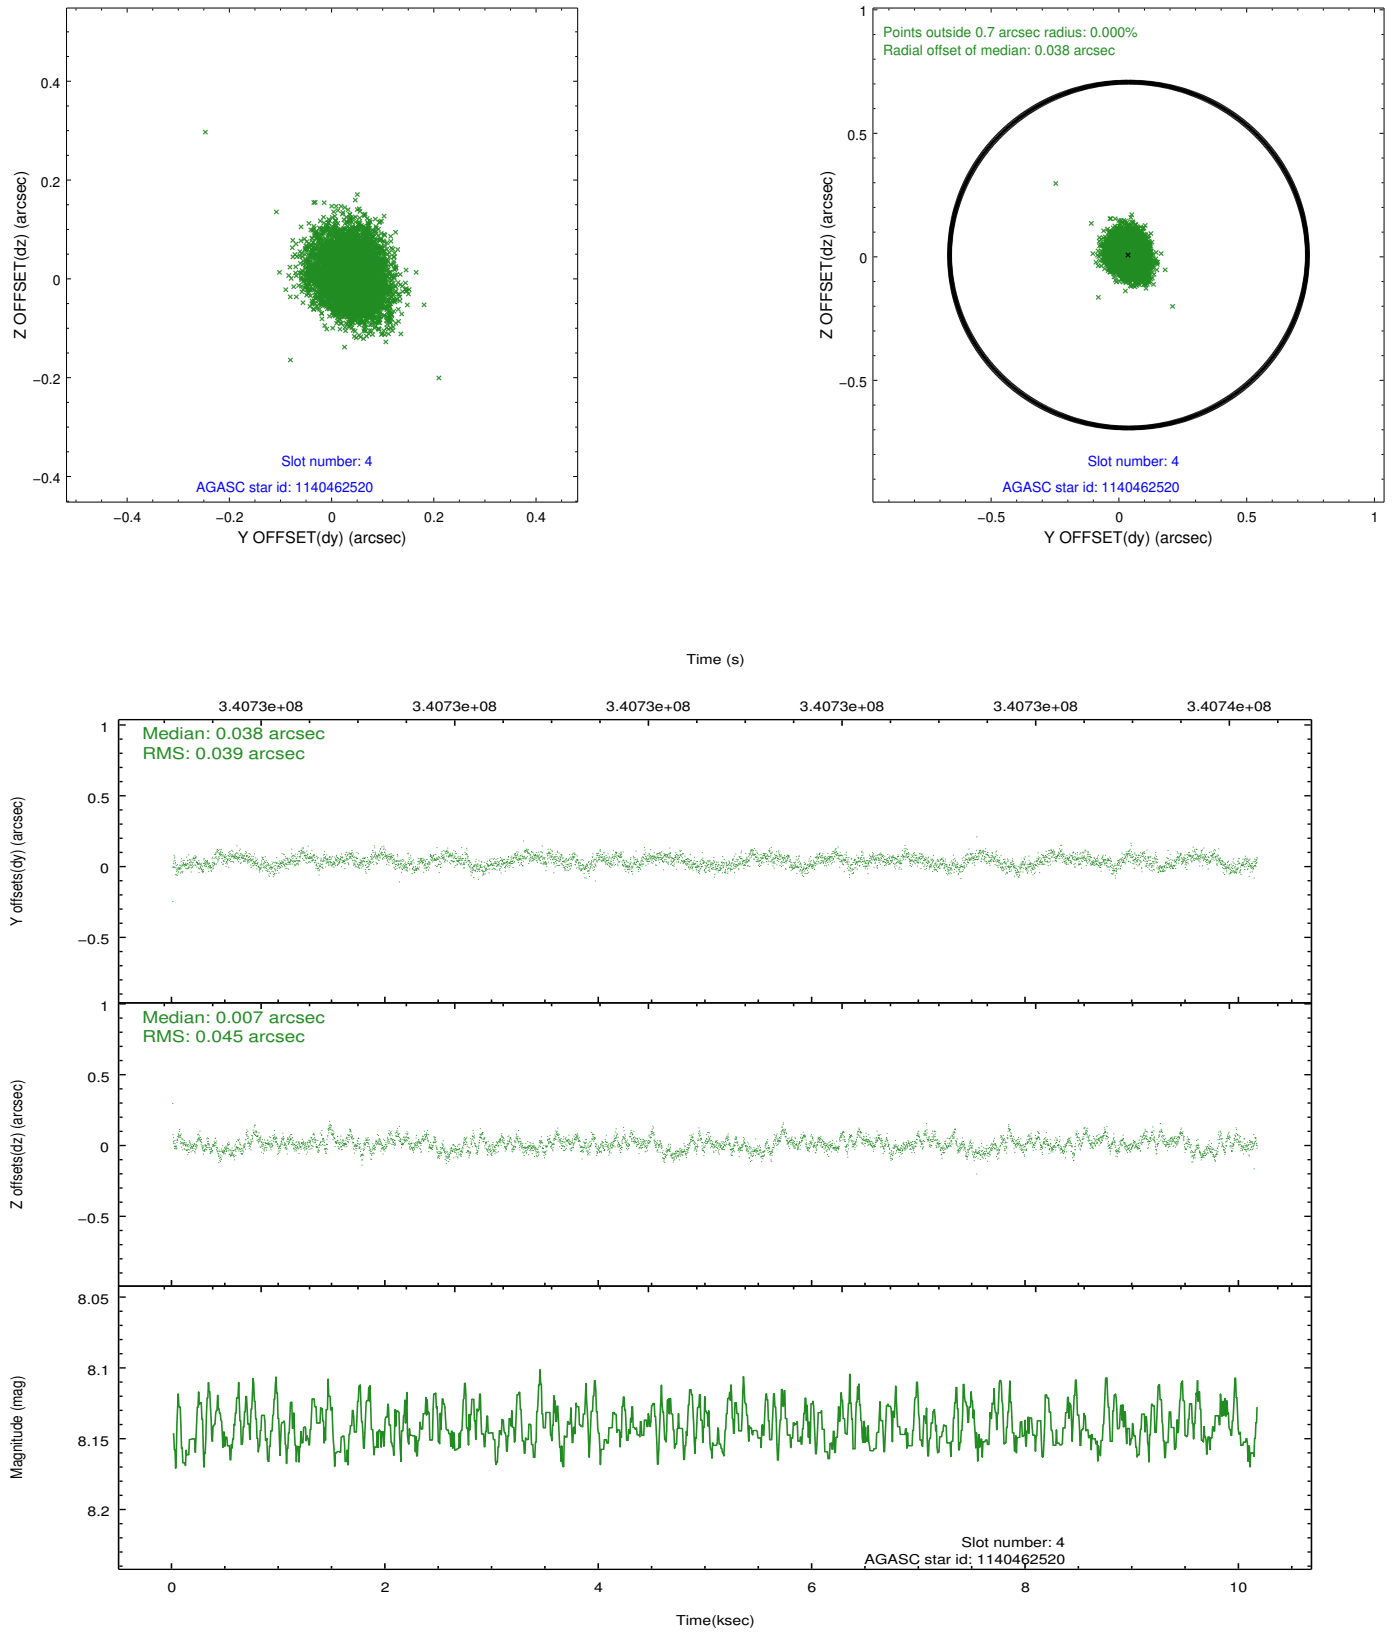 0.4
0.2
0
−0.2
−0.4
Z OFFSET(dz) (arcsec)
Slot number: 4
AGASC star id: 1140462520
−0.4 −0.2 0 0.2 0.4
Y OFFSET(dy) (arcsec)
1
0.5
0
−0.5
Z OFFSET(dz) (arcsec)
Points outside 0.7 arcsec radius: 0.000%
Radial offset of median: 0.038 arcsec
Slot number: 4
AGASC star id: 1140462520
−0.5 0 0.5 1
Y OFFSET(dy) (arcsec)
Time (s)
3.4073e+08 3.4073e+08 3.4073e+08 3.4073e+08 3.4073e+08 3.4074e+08
Median: 0.038 arcsec
RMS: 0.039 arcsec
1
0.5
0
−0.5
Y offsets(dy) (arcsec)
Median: 0.007 arcsec
RMS: 0.045 arcsec
1
0.5
0
−0.5
Z offsets(dz) (arcsec)
8.05
8.1
8.15
8.2
Magnitude (mag)
Slot number: 4
AGASC star id: 1140462520
0 2 4 6 8 10
Time(ksec)